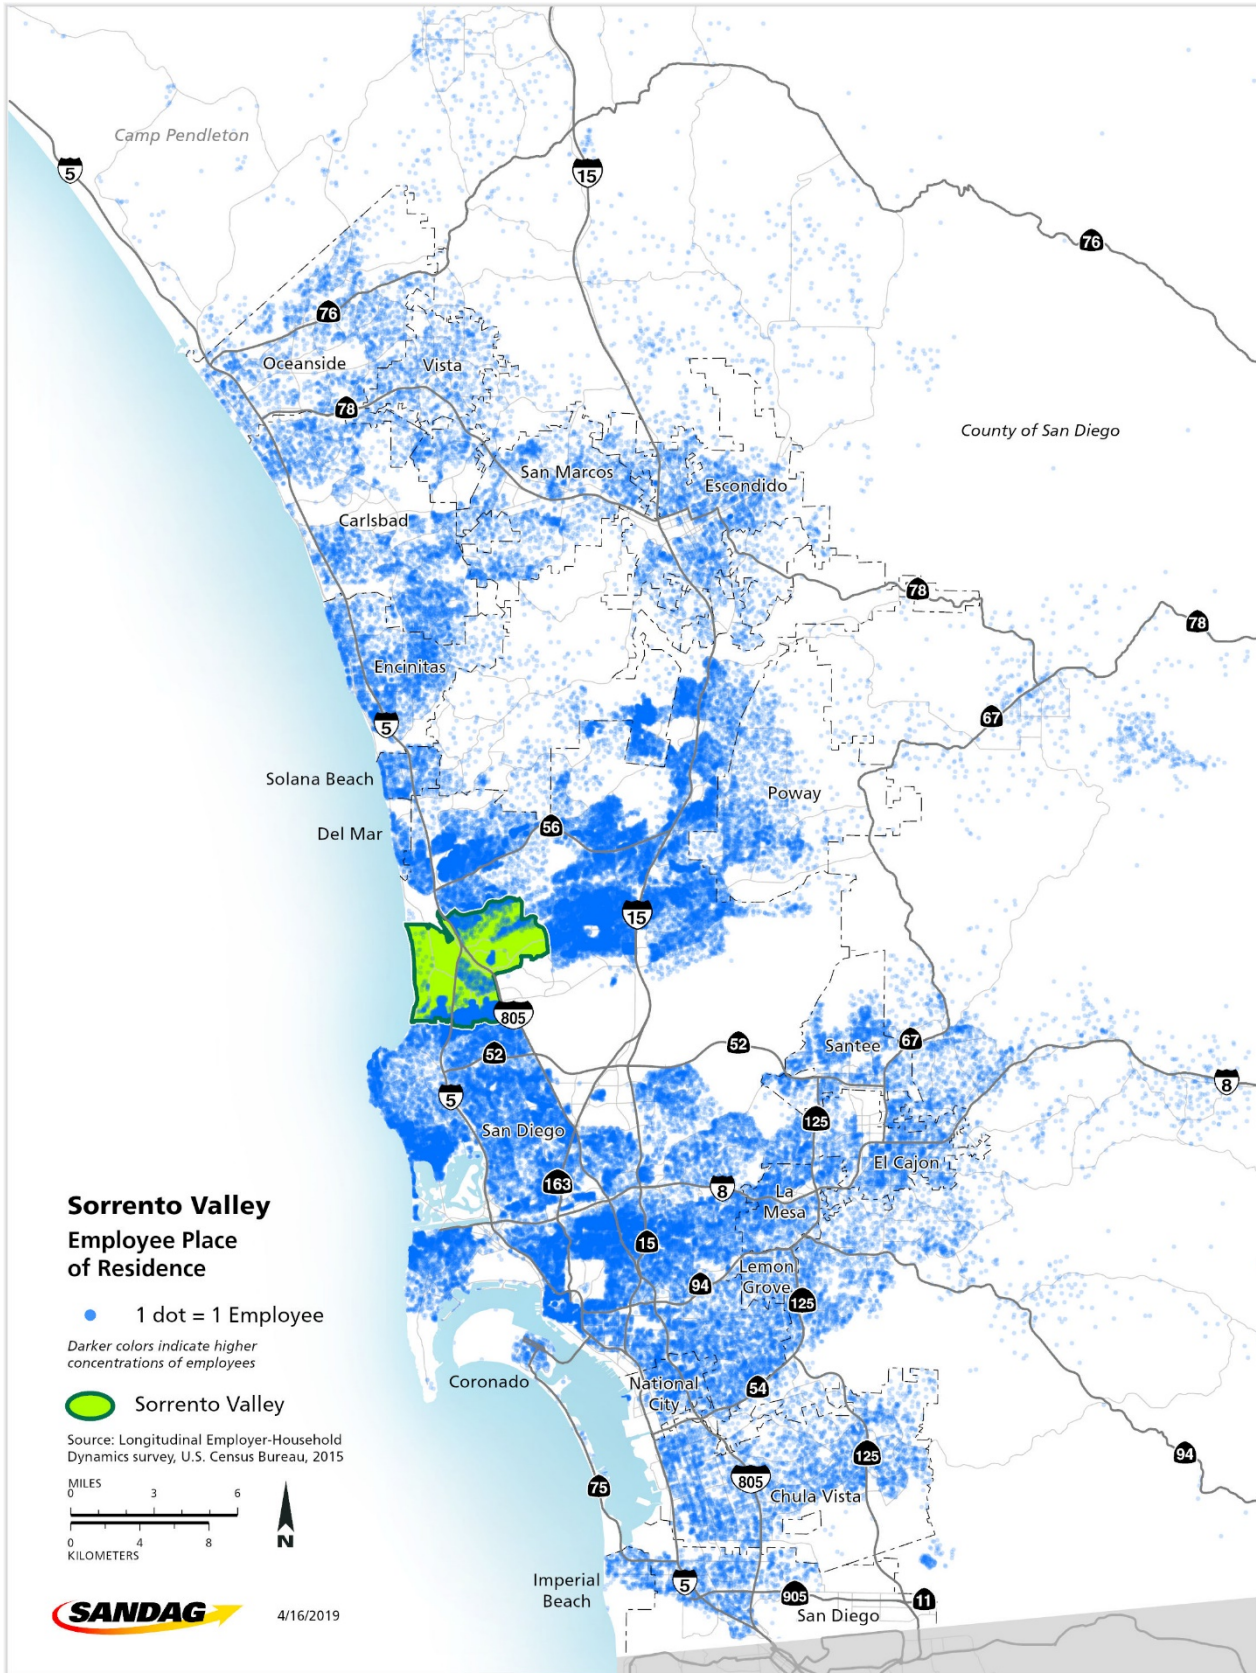 Camp Pendleton
5
15
76
76
Oceanside
Vista
78
County of San Diego
San Marcos
Escondido
Carlsbad
78
78
Encinitas
67
5
Solana Beach
Poway
Del Mar
56
15
805
52
52
Santee
67
8
5
125
San Diego
El Cajon
163
8
La
Mesa
15
Lemon
Grove
94
125
Coronado
National
City
54
125
94
75
805
Chula Vista
Imperial
Beach
5
905
11
San Diego
Sorrento Valley
Employee Place
of Residence
1 dot = 1 Employee
Darker colors indicate higher
concentrations of employees
Sorrento Valley
Source: Longitudinal Employer-Household
Dynamics survey, U.S. Census Bureau, 2015
MILES
0 3 6
0 4 8
KILOMETERS
N
SANDAG
4/16/2019